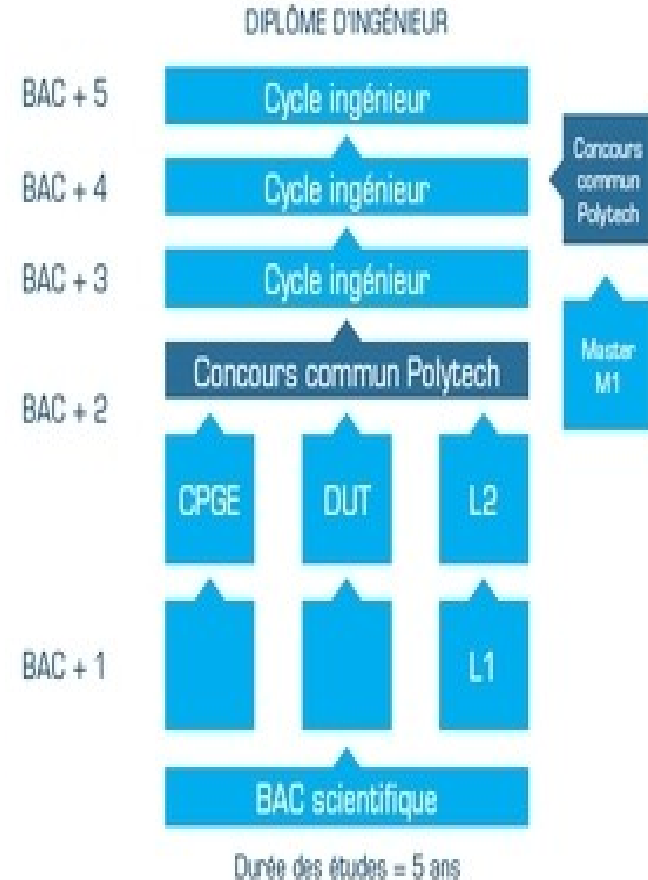 DIPLÔME D'INGÉNIEUR
BAC + 5
Cycle ingénieur
BAC + 4
Cycle ingénieur
Concours
commun
Polytech
BAC + 3
Cycle ingénieur
Master
M1
Concours commun Polytech
BAC + 2
CPGE
DUT
L2
BAC + 1
L1
BAC scientifique
Durée des études = 5 ans